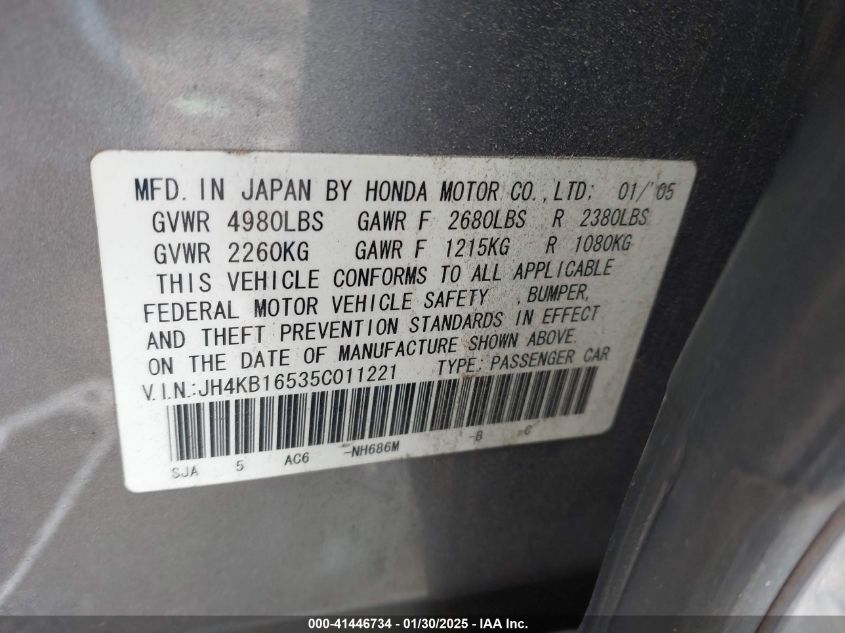 MFD. IN JAPAN BY HONDA MOTOR CO.,LTD: 01/'05
GVWR 4980LBS GAWR F 2680LBS R 2380LBS
GVWR 2260KG GAWR F 1215KG R 1080KG
THIS VEHICLE CONFORMS TO ALL APPLICABLE
FEDERAL MOTOR VEHICLE SAFETY , BUMPER,
AND THEFT PREVENTION STANDARDS IN EFFECT
ON THE DATE OF MANUFACTURE SHOWN ABOVE.
V.I.N.:JH4KB16535C011221 TYPE: PASSENGER CAR
SJA 5 AC6 -NH686M -B -C
000-41446734 - 01/30/2025 - IAA Inc.